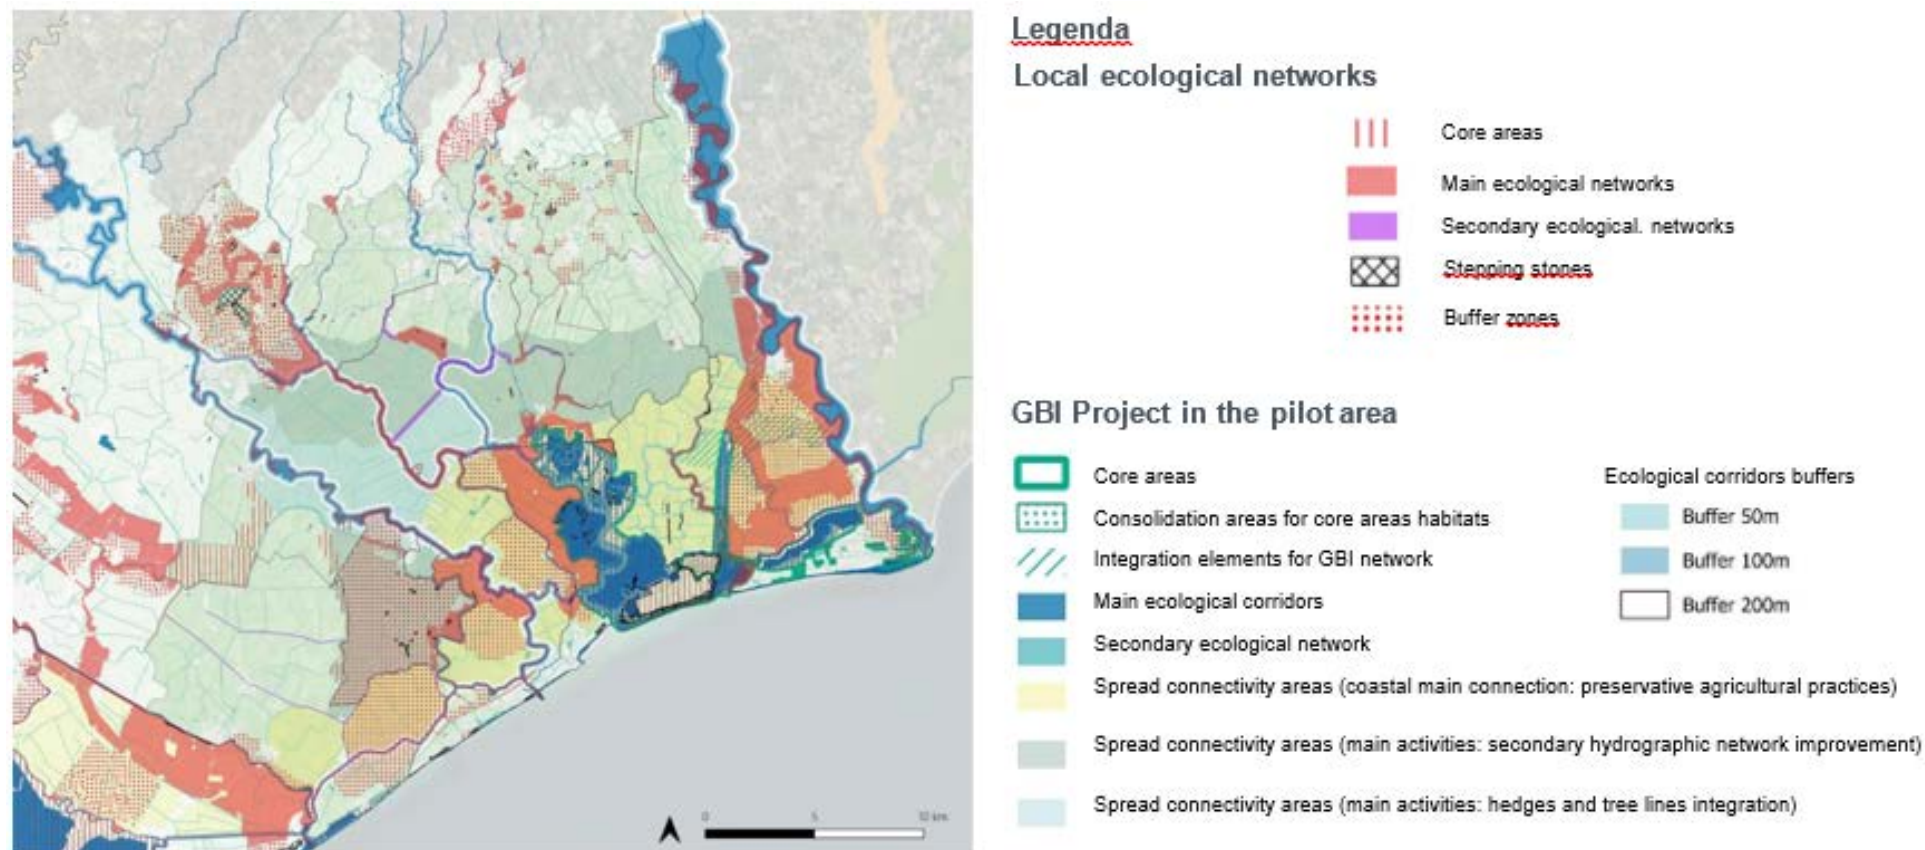 Legenda
Local ecological networks
Core areas
Main ecological networks
Secondary ecological. networks
Stepping stones
Buffer zones
GBI Project in the pilot area
Core areas
Consolidation areas for core areas habitats
Integration elements for GBI network
Main ecological corridors
Secondary ecological network
Spread connectivity areas (coastal main connection: preservative agricultural practices)
Spread connectivity areas (main activities: secondary hydrographic network improvement)
Spread connectivity areas (main activities: hedges and tree lines integration)
Ecological corridors buffers
Buffer 50m
Buffer 100m
Buffer 200m
0 5 10 km